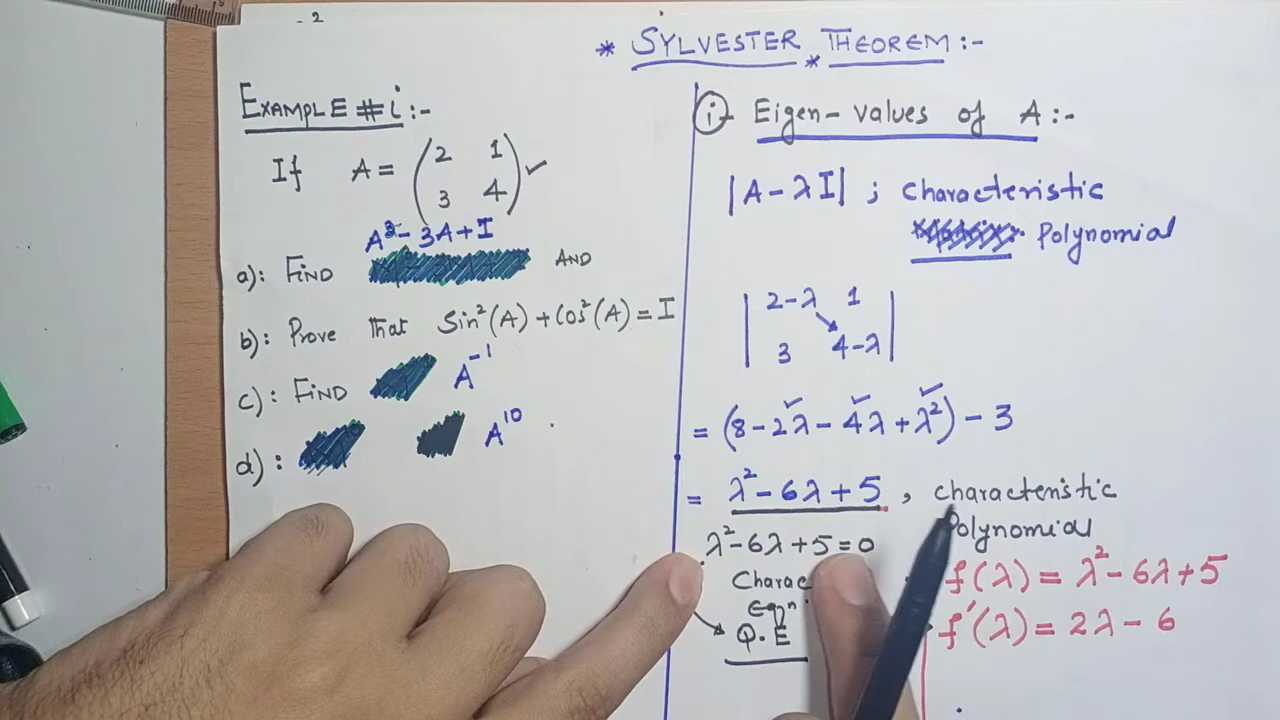 * SYLVESTER * THEOREM :-
EXAMPLE # i :-
If A = ( 2 1
3 4 ) ✓
A² - 3A + I
a): FIND AND
b): Prove that Sin²(A) + Cos²(A) = I
c): FIND A⁻¹
d): A¹⁰ .
i Eigen-values of A :-
|A - λI| ; Characteristic
Polynomial
| 2-λ 1
3 4-λ |
= (8 - 2λ - 4λ + λ²) - 3
= λ² - 6λ + 5 , characteristic
Polynomial
λ² - 6λ + 5 = 0
Eqⁿ
Q.E
f(λ) = λ² - 6λ + 5
f'(λ) = 2λ - 6